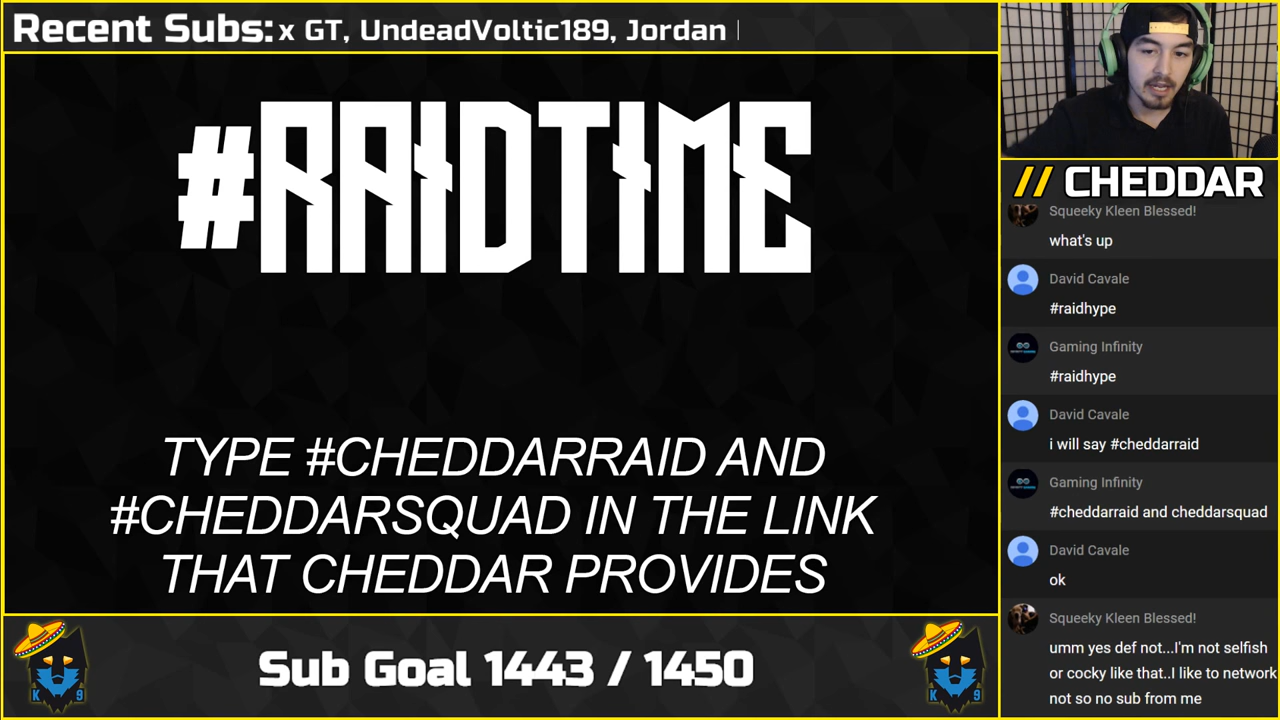 Recent Subs: x GT, UndeadVoltic189, Jordan
#RAIDTIME
TYPE #CHEDDARRAID AND
#CHEDDARSQUAD IN THE LINK
THAT CHEDDAR PROVIDES
K 9
Sub Goal 1443 / 1450
K 9
// CHEDDAR
Squeeky Kleen Blessed!
what's up
David Cavale
#raidhype
Gaming Infinity
#raidhype
David Cavale
i will say #cheddarraid
Gaming Infinity
#cheddarraid and cheddarsquad
David Cavale
ok
Squeeky Kleen Blessed!
umm yes def not...I'm not selfish
or cocky like that..I like to network
not so no sub from me